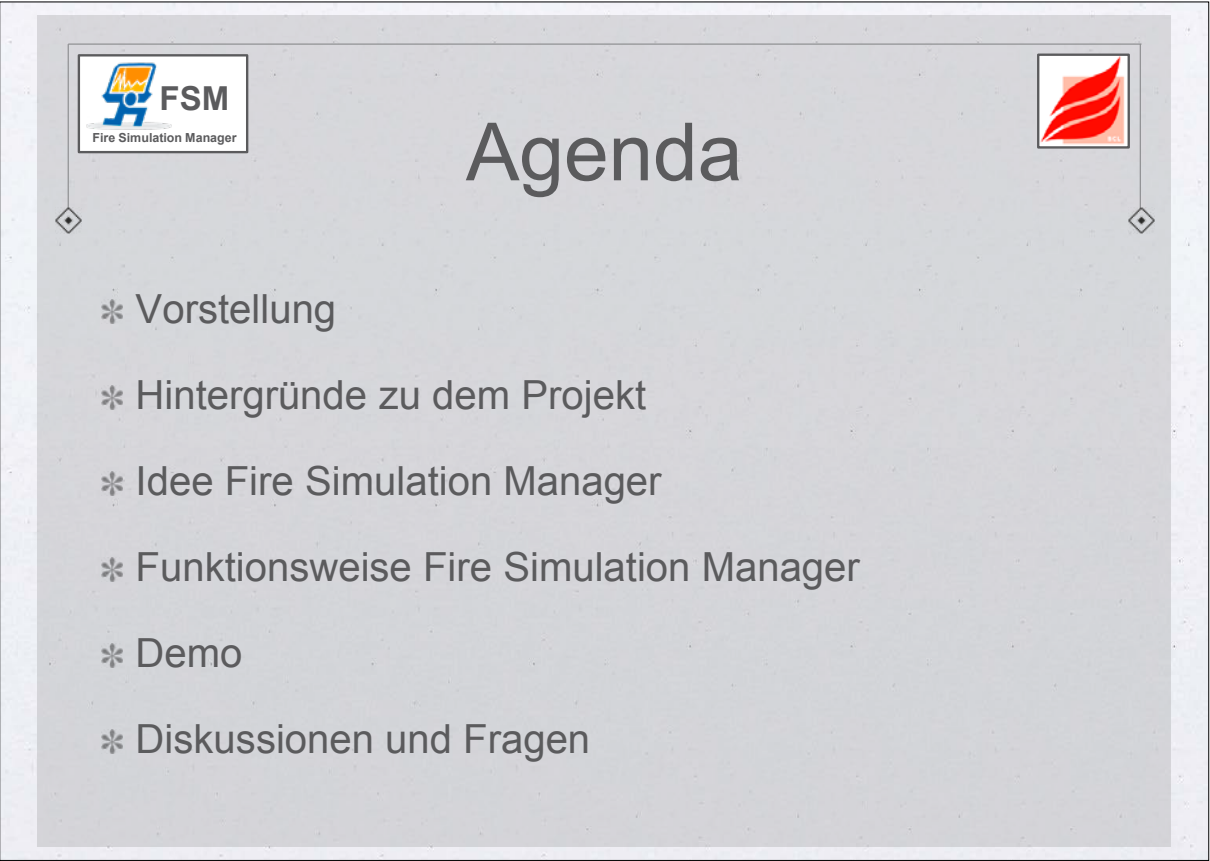 FSM
Fire Simulation Manager
Agenda
Vorstellung
Hintergründe zu dem Projekt
Idee Fire Simulation Manager
Funktionsweise Fire Simulation Manager
Demo
Diskussionen und Fragen